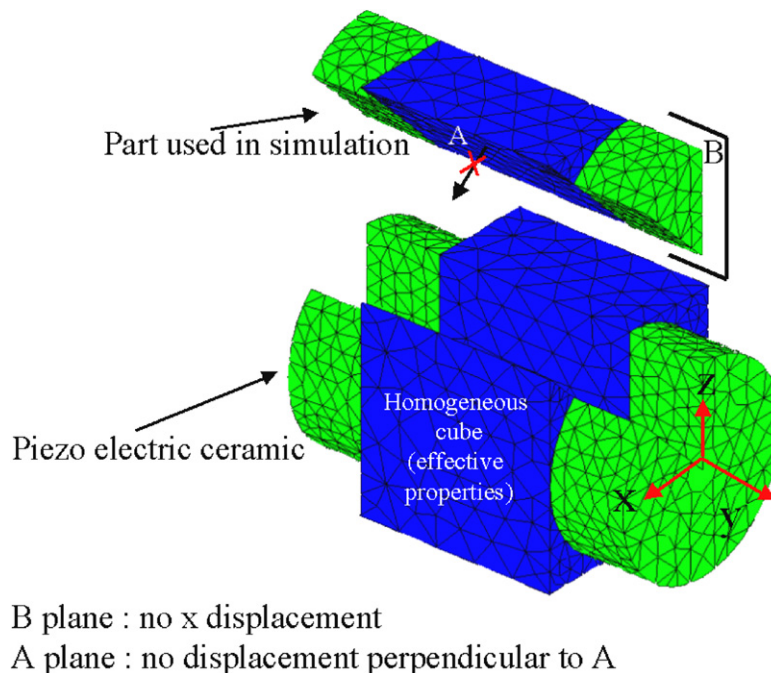 A
B
Part used in simulation
Homogeneous
cube
(effective
properties)
Piezo electric ceramic
z
x
y
B plane : no x displacement
A plane : no displacement perpendicular to A